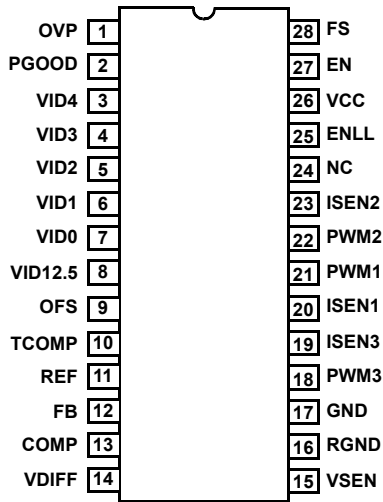 OVP 1 28 FS
PGOOD 2 27 EN
VID4 3 26 VCC
VID3 4 25 ENLL
VID2 5 24 NC
VID1 6 23 ISEN2
VID0 7 22 PWM2
VID12.5 8 21 PWM1
OFS 9 20 ISEN1
TCOMP 10 19 ISEN3
REF 11 18 PWM3
FB 12 17 GND
COMP 13 16 RGND
VDIFF 14 15 VSEN